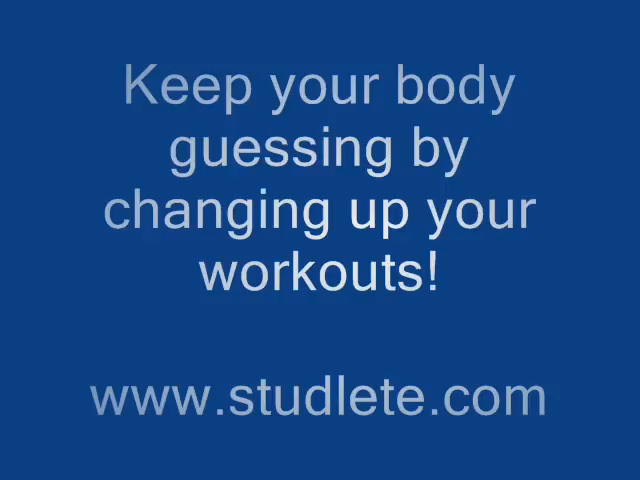 Keep your body
guessing by
changing up your
workouts!
www.studlete.com